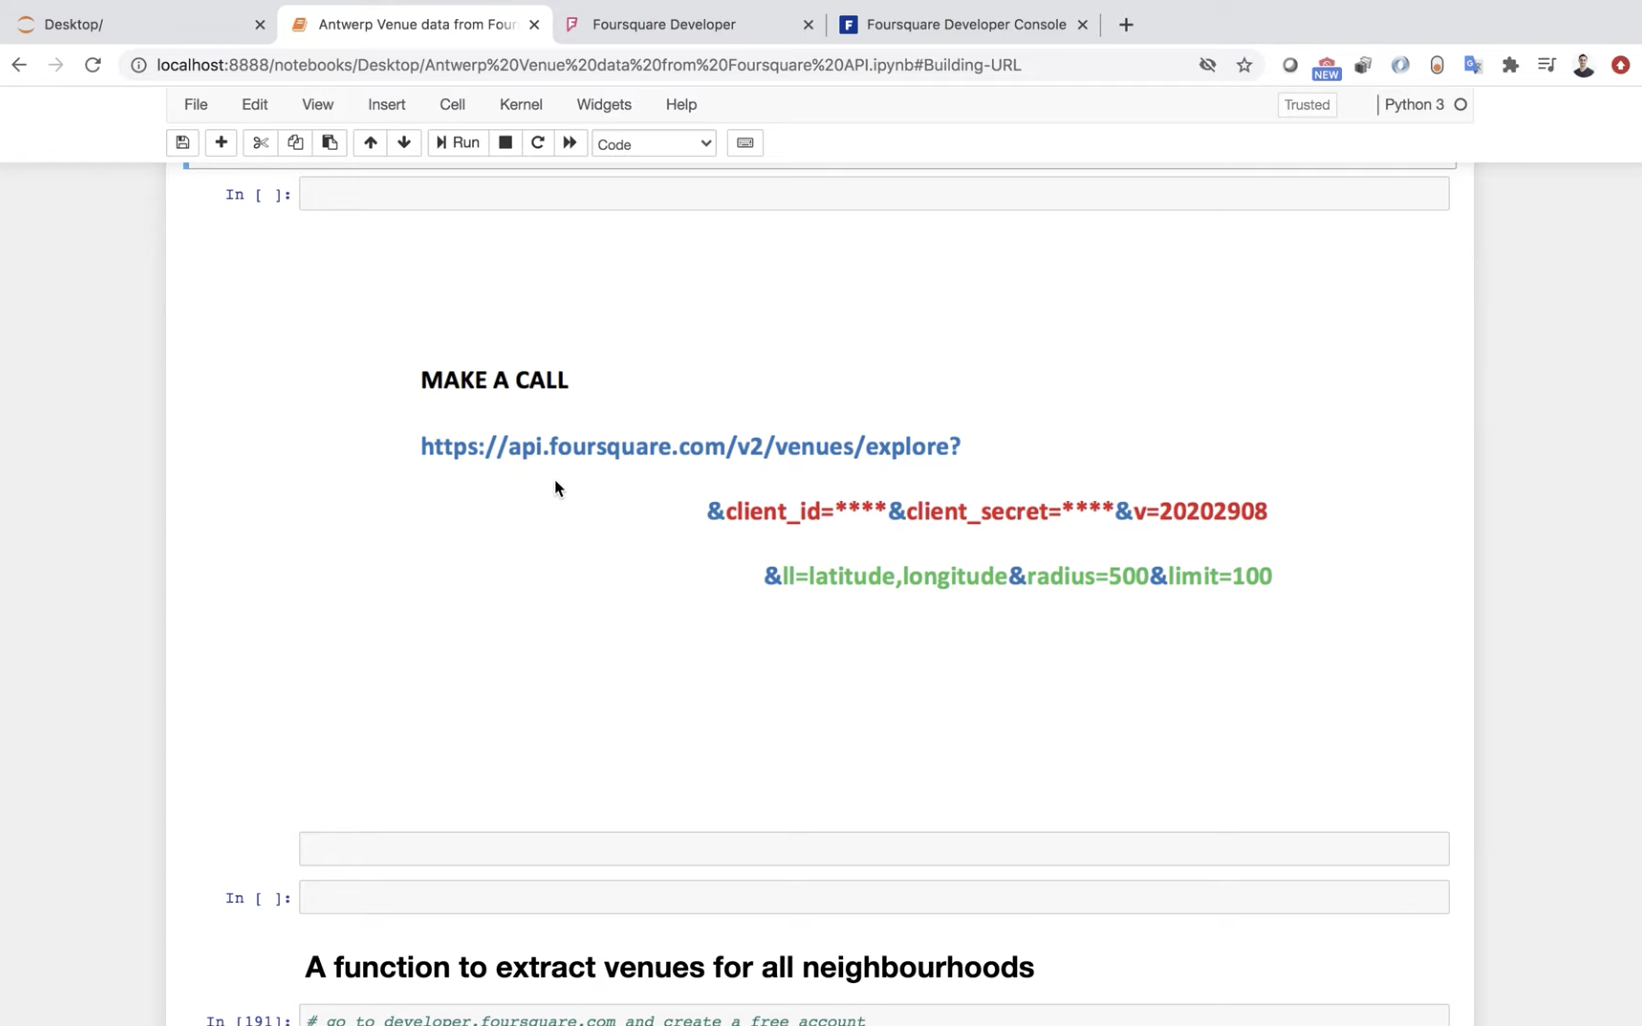 Desktop/
Antwerp Venue data from Four
Foursquare Developer
Foursquare Developer Console
localhost:8888/notebooks/Desktop/Antwerp%20Venue%20data%20from%20Foursquare%20API.ipynb#Building-URL
NEW
File Edit View Insert Cell Kernel Widgets Help
Trusted
Python 3
Run
Code
In [ ]:
MAKE A CALL
https://api.foursquare.com/v2/venues/explore?
&client_id=****&client_secret=****&v=20202908
&ll=latitude,longitude&radius=500&limit=100
In [ ]:
A function to extract venues for all neighbourhoods
In [191]: # go to developer.foursquare.com and create a free account